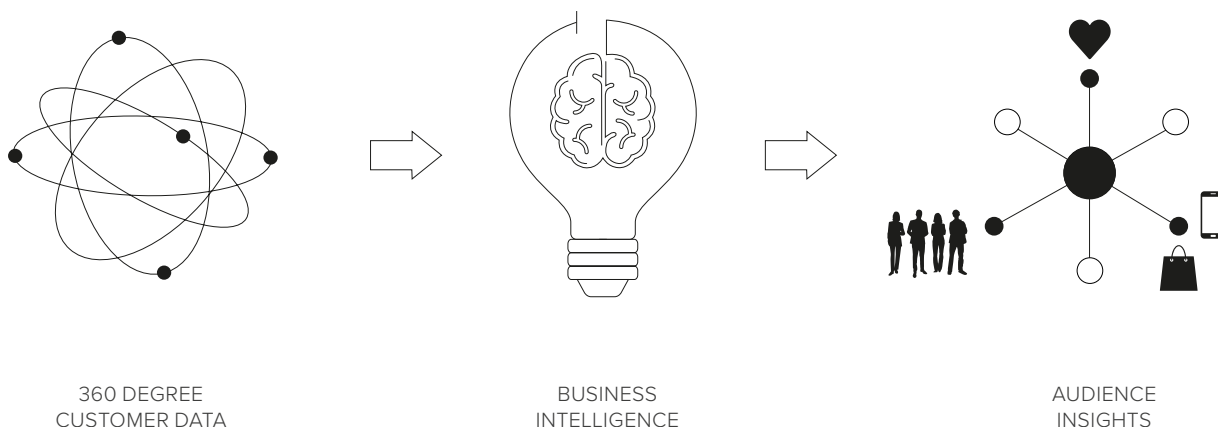 360 DEGREE
CUSTOMER DATA
BUSINESS
INTELLIGENCE
AUDIENCE
INSIGHTS